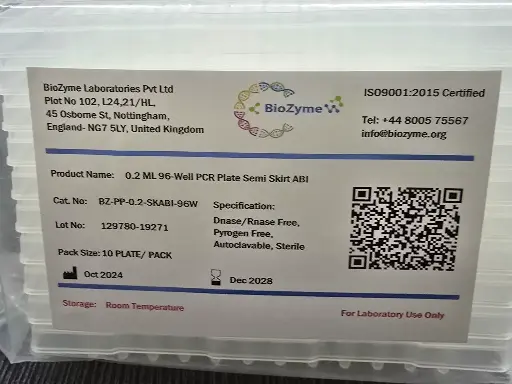 BioZyme Laboratories Pvt Ltd
Plot No 102, L24,21/HL,
45 Osborne St, Nottingham,
England- NG7 5LY, United Kingdom
BioZyme
ISO9001:2015 Certified
Tel: +44 8005 75567
info@biozyme.org
Product Name: 0.2 ML 96-Well PCR Plate Semi Skirt ABI
Cat. No: BZ-PP-0.2-SKABI-96W
Lot No: 129780-19271
Pack Size: 10 PLATE/ PACK
Oct 2024
Specification:
Dnase/Rnase Free,
Pyrogen Free,
Autoclavable, Sterile
Dec 2028
Storage: Room Temperature
For Laboratory Use Only